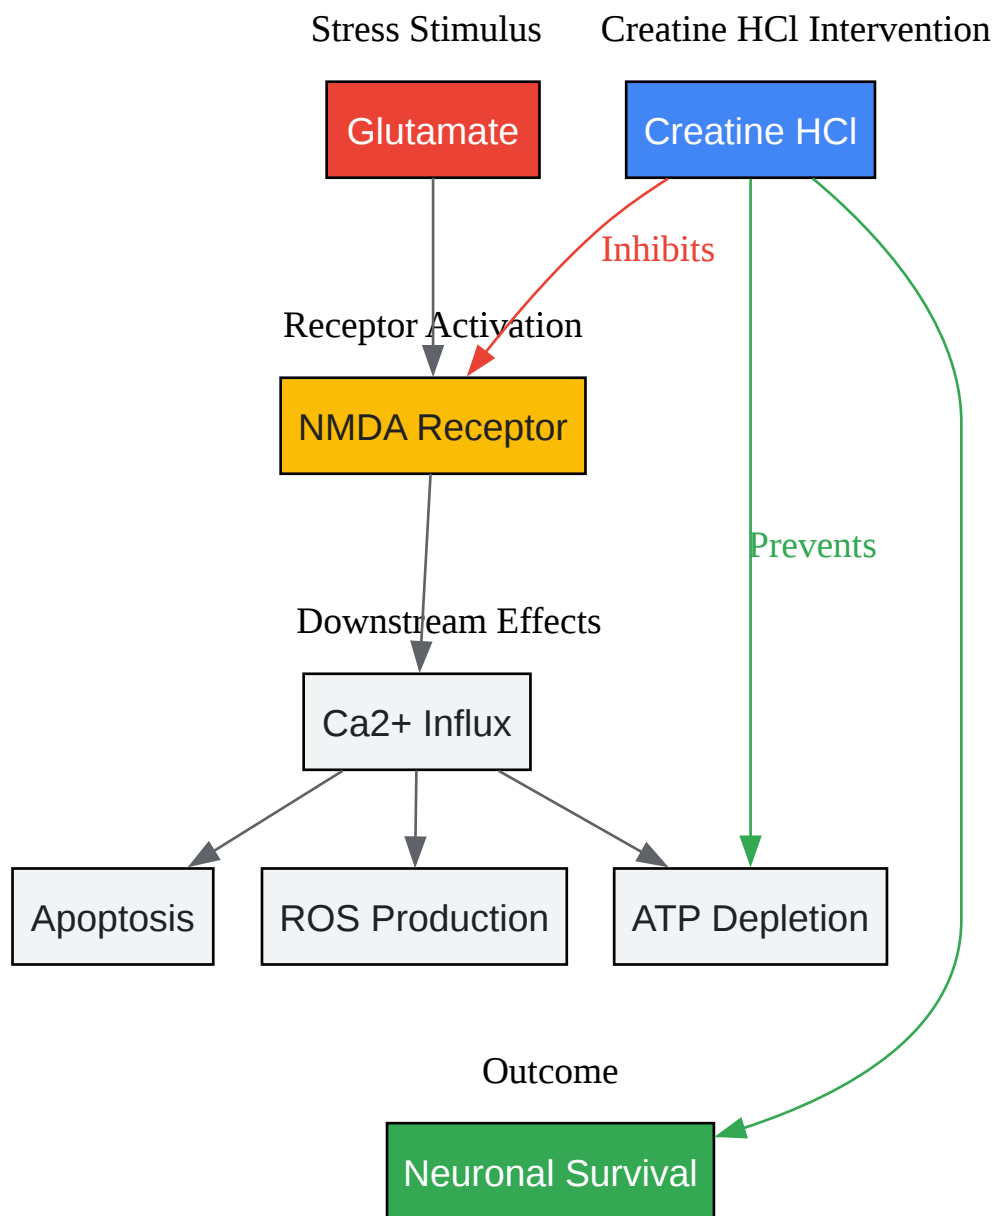 Stress Stimulus
Creatine HCl Intervention
Glutamate
Creatine HCl
Inhibits
Receptor Activation
NMDA Receptor
Prevents
Downstream Effects
Ca2+ Influx
Apoptosis
ROS Production
ATP Depletion
Outcome
Neuronal Survival